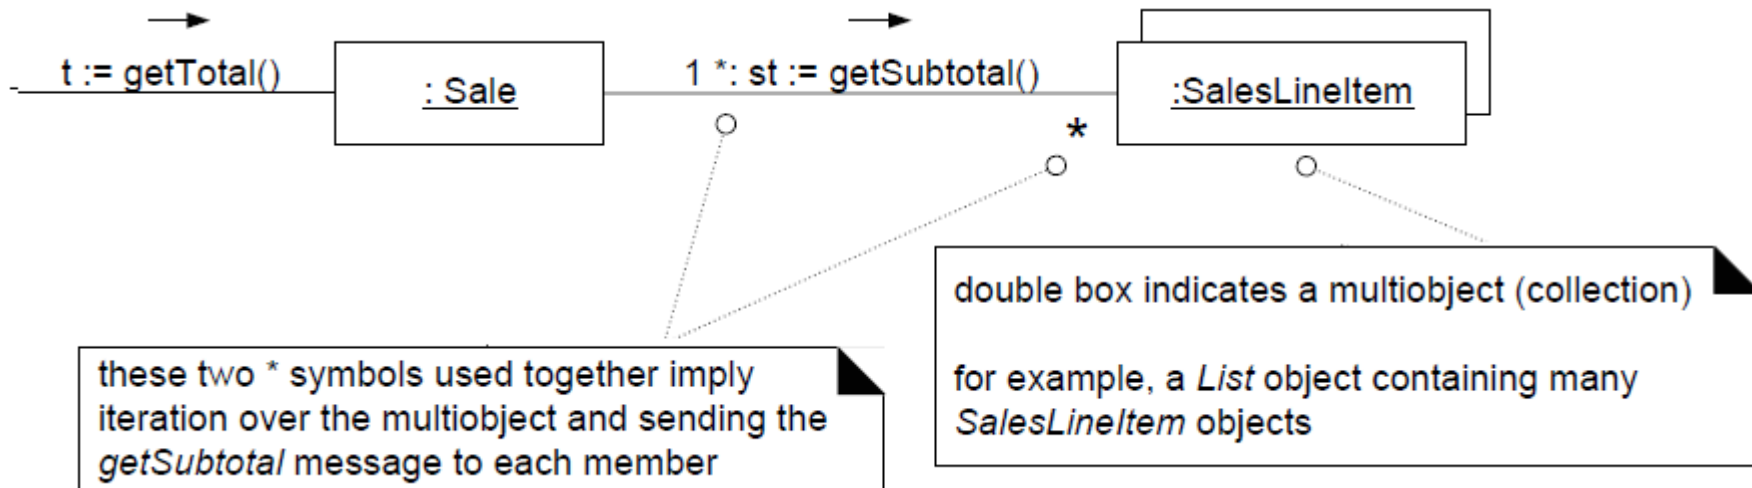 t := getTotal()
: Sale
1 *: st := getSubtotal()
:SalesLineItem
*
these two * symbols used together imply
iteration over the multiobject and sending the
getSubtotal message to each member
double box indicates a multiobject (collection)
for example, a List object containing many
SalesLineItem objects